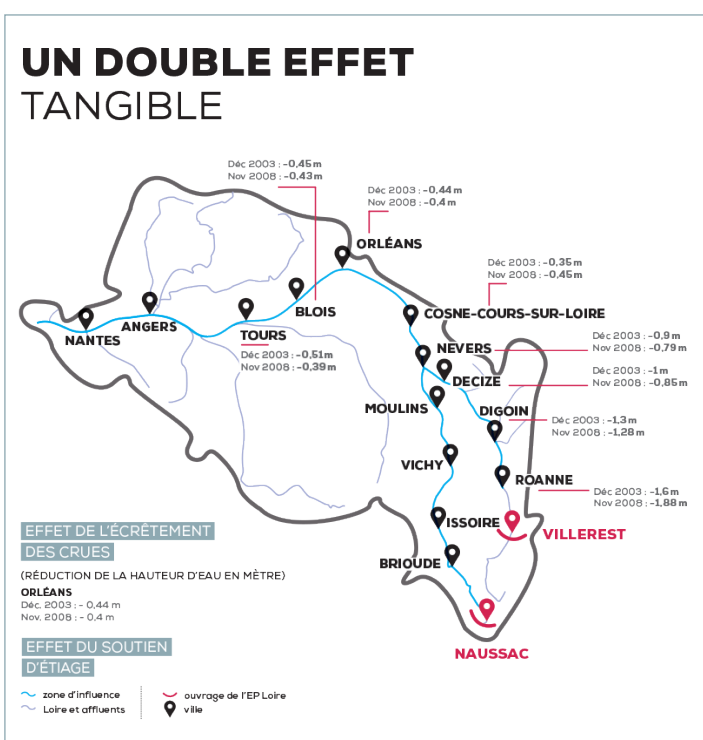 UN DOUBLE EFFET
TANGIBLE
Déc 2003 : -0,45 m
Nov 2008 : -0,43 m
Déc 2003 : -0,44 m
Nov 2008 : -0,4 m
ORLÉANS
Déc 2003 : -0,35 m
Nov 2008 : -0,45 m
BLOIS
COSNE-COURS-SUR-LOIRE
ANGERS
NANTES
TOURS
Déc 2003 : -0,51m
Nov 2008 : -0,39 m
NEVERS
Déc 2003 : -0,9 m
Nov 2008 : -0,79 m
DECIZE
Déc 2003 : -1 m
Nov 2008 : -0,85 m
MOULINS
DIGOIN
Déc 2003 : -1,3 m
Nov 2008 : -1,28 m
VICHY
ROANNE
Déc 2003 : -1,6 m
Nov 2008 : -1,88 m
ISSOIRE
VILLEREST
BRIOUDE
NAUSSAC
EFFET DE L'ÉCRÊTEMENT
DES CRUES
(RÉDUCTION DE LA HAUTEUR D'EAU EN MÈTRE)
ORLÉANS
Déc. 2003 : - 0,44 m
Nov. 2008 : - 0,4 m
EFFET DU SOUTIEN
D'ÉTIAGE
zone d'influence
Loire et affluents
ouvrage de l'EP Loire
ville